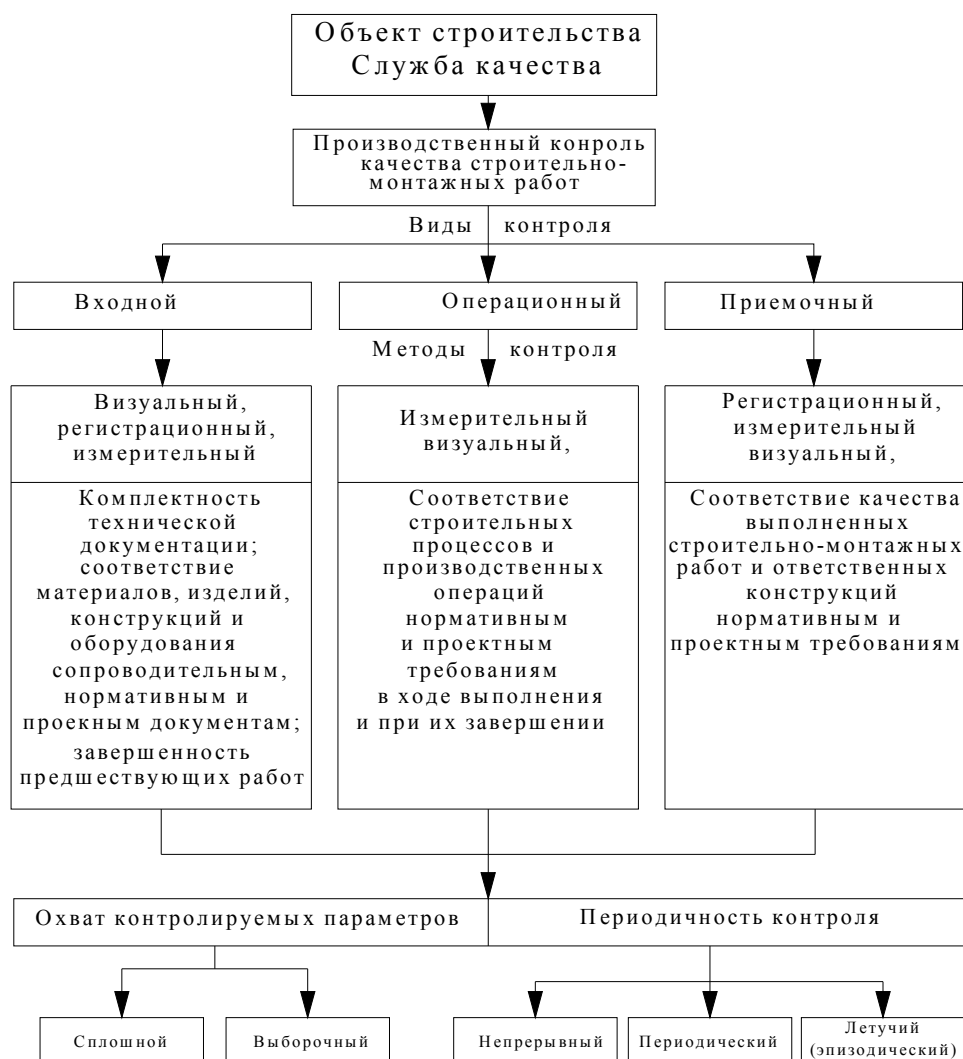 Объект строительства
Служба качества
Производственный конроль
качества строительно-
монтажных работ
Виды контроля
Входной
Операционный
Приемочный
Методы контроля
Визуальный,
регистрационный,
измерительный
Измерительный
визуальный,
Регистрационный,
измерительный
визуальный,
Комплектность
технической
документации;
соответствие
материалов, изделий,
конструкций и
оборудования
сопроводительным,
нормативным и
проекным документам;
завершенность
предшествующих работ
Соответствие
строительных
процессов и
производственных
операций
нормативным
и проектным
требованиям
в ходе выполнения
и при их завершении
Соответствие качества
выполненных
строительно-монтажных
работ и ответственных
конструкций
нормативным и
проектным требованиям
Охват контролируемых параметров
Периодичность контроля
Сплошной
Выборочный
Непрерывный
Периодический
Летучий
(эпизодический)